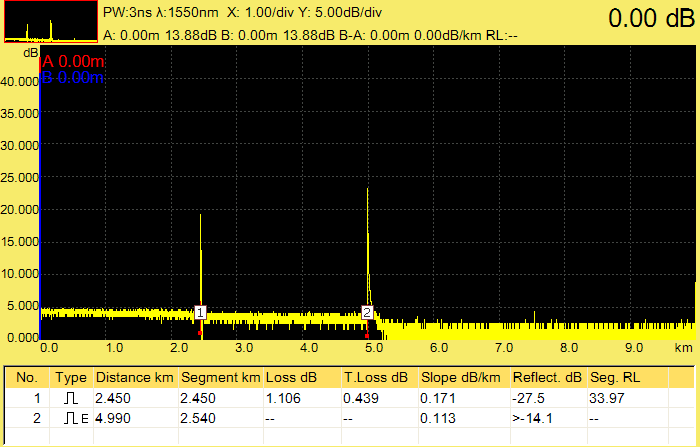 PW:3ns λ:1550nm X: 1.00/div Y: 5.00dB/div
0.00 dB
A: 0.00m 13.88dB B: 0.00m 13.88dB B-A: 0.00m 0.00dB/km RL:--
dB
A 0.00m
B 0.00m
40.000
35.000
30.000
25.000
20.000
15.000
10.000
5.000
1 2
0.000
0.0 1.0 2.0 3.0 4.0 5.0 6.0 7.0 8.0 9.0 km
No. Type Distance km Segment km Loss dB T.Loss dB Slope dB/km Reflect. dB Seg. RL
1 2.450 2.450 1.106 0.439 0.171 -27.5 33.97
2 E 4.990 2.540 -- -- 0.113 >-14.1 --